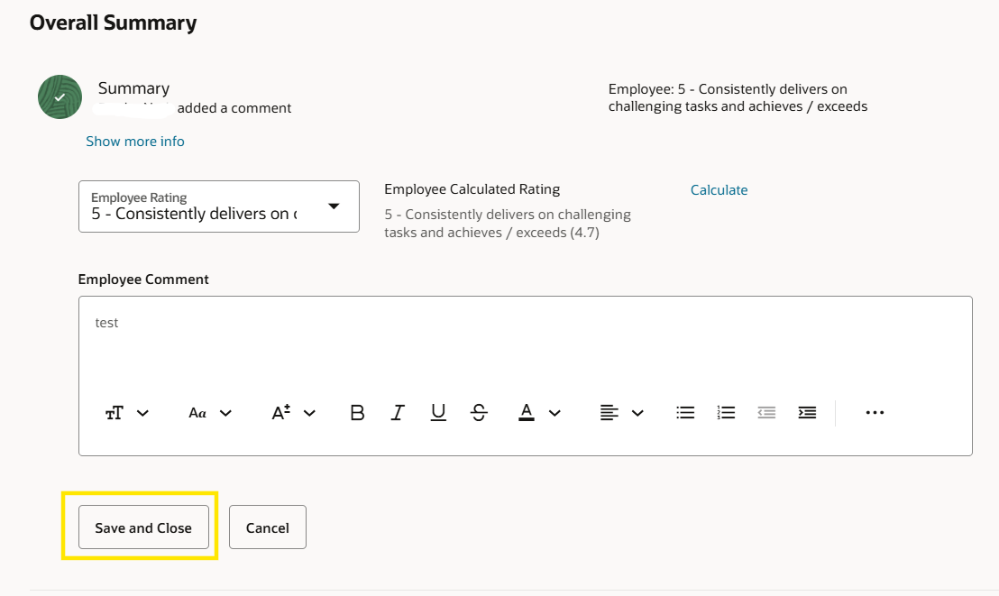 Overall Summary
Summary
added a comment
Employee: 5 - Consistently delivers on
challenging tasks and achieves / exceeds
Show more info
Employee Rating
5 - Consistently delivers on
Employee Calculated Rating
Calculate
5 - Consistently delivers on challenging
tasks and achieves / exceeds (4.7)
Employee Comment
test
Save and Close
Cancel